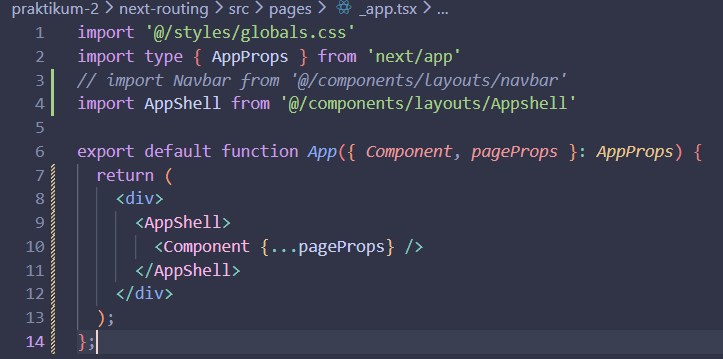 praktikum-2 > next-routing > src > pages > _app.tsx > ...
1 import '@/styles/globals.css'
2 import type { AppProps } from 'next/app'
3 // import Navbar from '@/components/layouts/navbar'
4 import AppShell from '@/components/layouts/Appshell'
5
6 export default function App({ Component, pageProps }: AppProps) {
7   return (
8     <div>
9       <AppShell>
10         <Component {...pageProps} />
11       </AppShell>
12     </div>
13   );
14 };